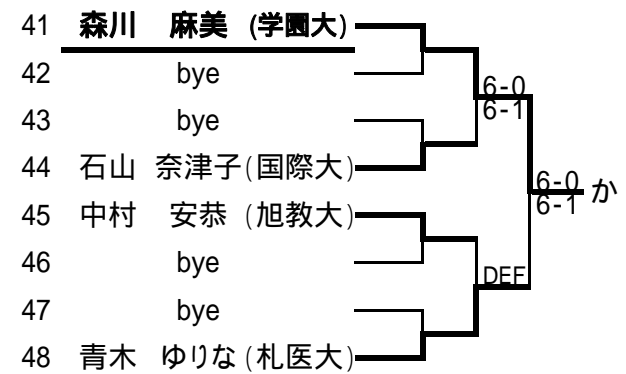 41 森川 麻美 (学園大)
42 bye
6-0
43 bye
6-1
44 石山 奈津子(国際大)
6-0
か
45 中村 安恭 (旭教大)
6-1
46 bye
DEF
47 bye
48 青木 ゆりな(札医大)